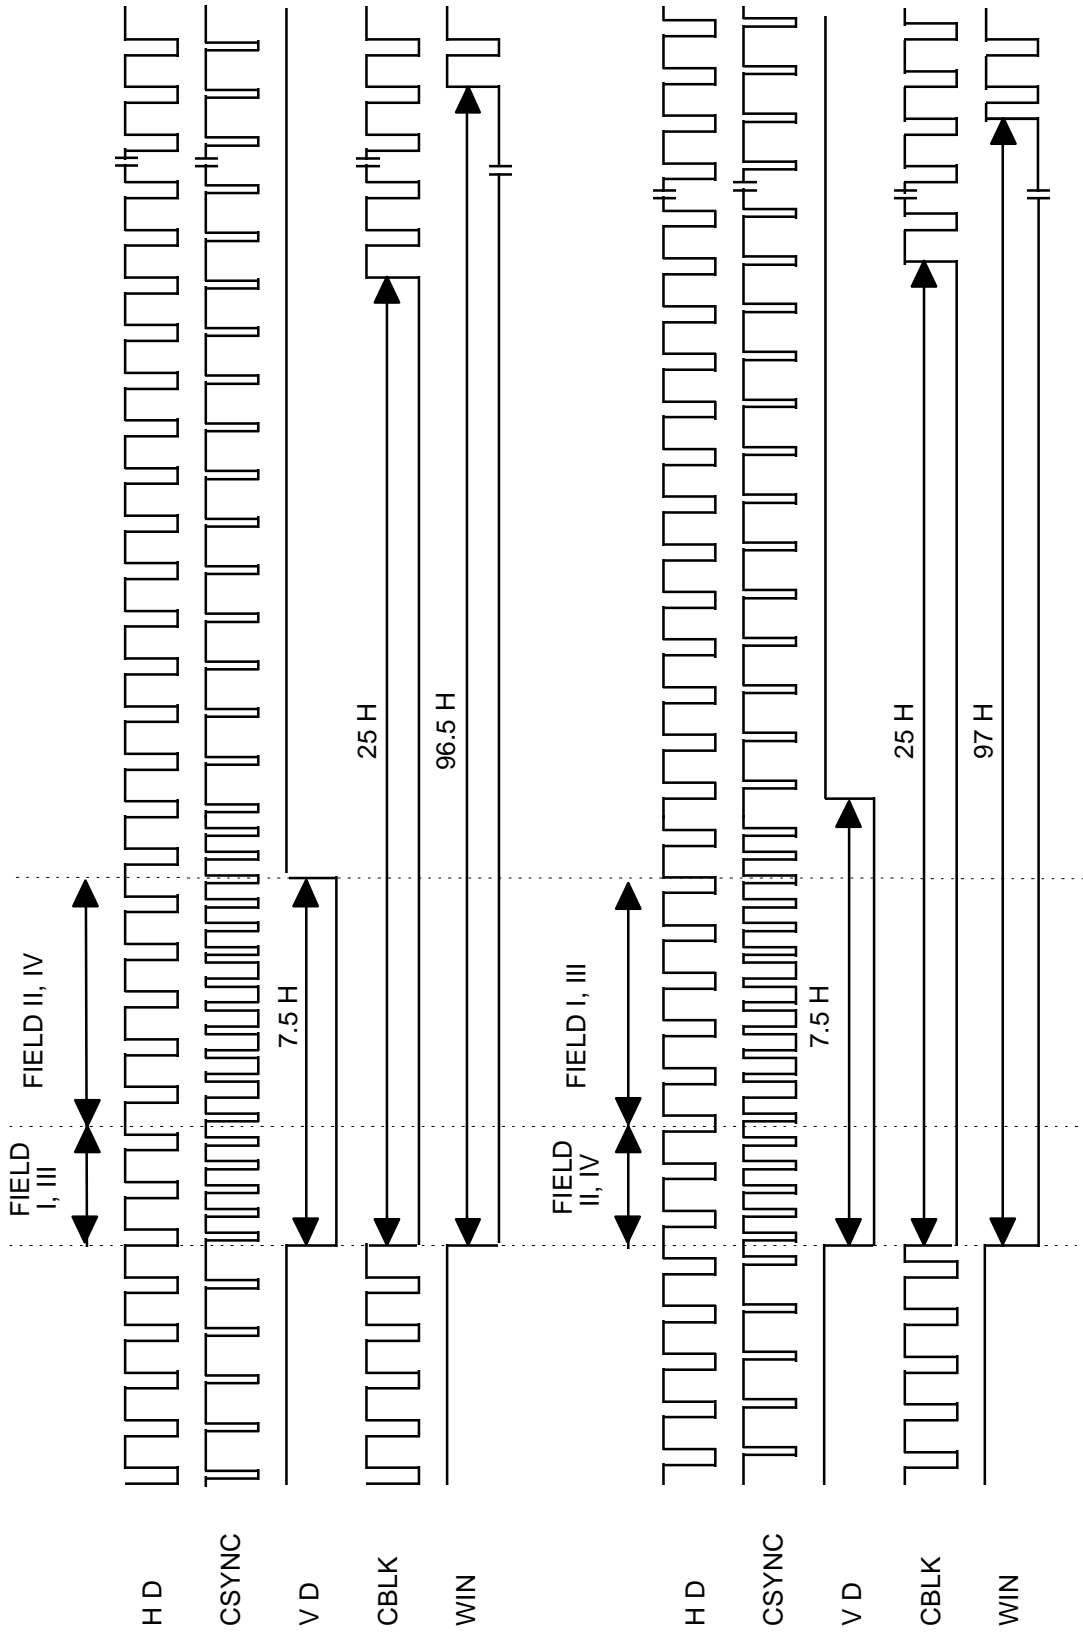 FIELD
I, III
FIELD II, IV
H D
CSYNC
V D
7.5 H
CBLK
25 H
WIN
96.5 H
FIELD
II, IV
FIELD I, III
H D
CSYNC
V D
7.5 H
CBLK
25 H
WIN
97 H